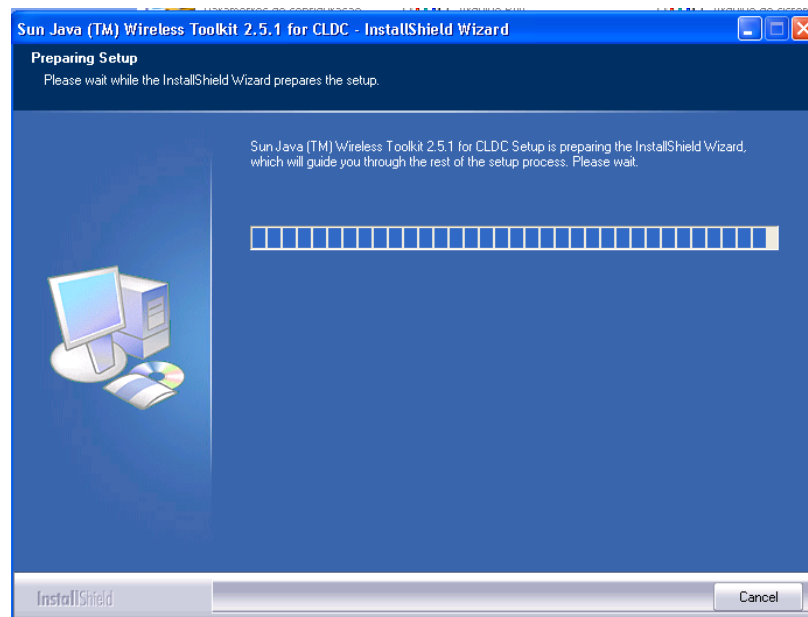 Sun Java (TM) Wireless Toolkit 2.5.1 for CLDC - InstallShield Wizard
Preparing Setup
Please wait while the InstallShield Wizard prepares the setup.
Sun Java (TM) Wireless Toolkit 2.5.1 for CLDC Setup is preparing the InstallShield Wizard,
which will guide you through the rest of the setup process. Please wait.
InstallShield
Cancel